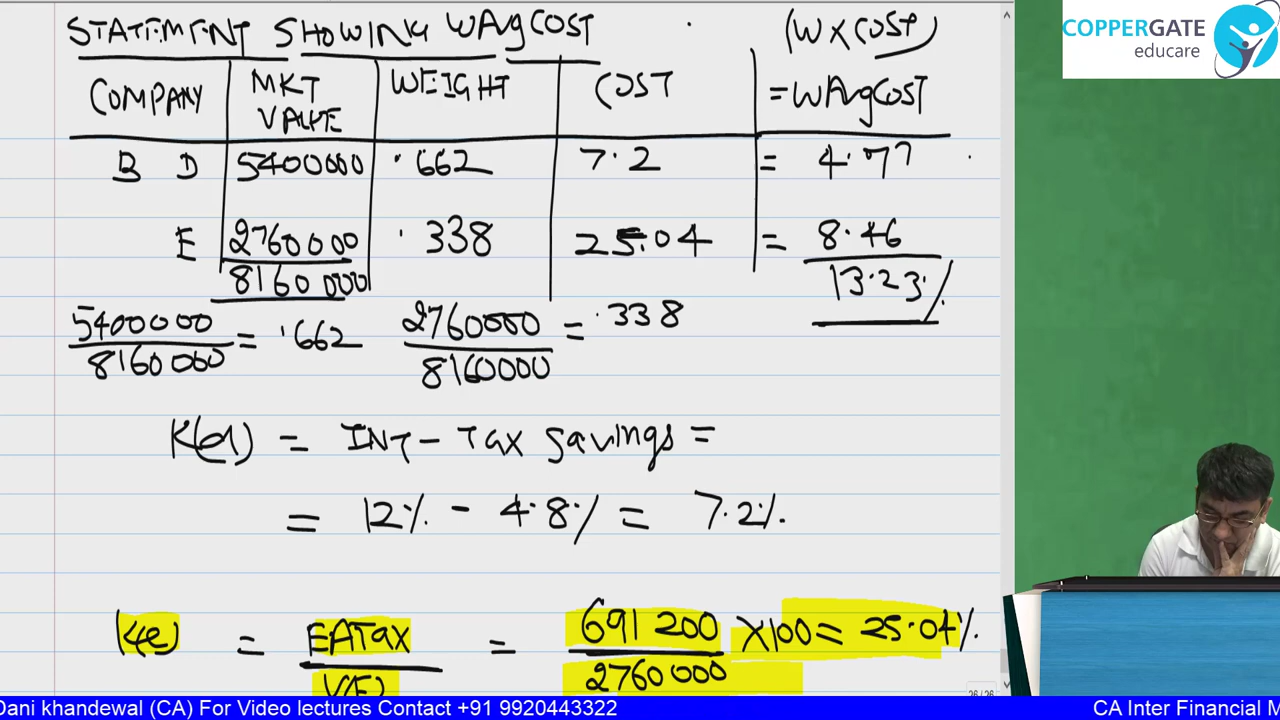 STATEMENT SHOWING WAvgCOST
(W×COST)
COPPERGATE
educare
COMPANY MKT VALUE WEIGHT COST =WAvgCOST
B D 5400000 .662 7.2 = 4.77
E 2760000 .338 25.04 = 8.46
8160000 13.23%
5400000/8160000 = .662 2760000/8160000 = .338
K(d) = INT - Tax Savings =
= 12% - 4.8% = 7.2%
K(e) = EATax/V(E) = 691200/2760000 ×100 = 25.04%
26/26
Dani khandewal (CA) For Video lectures Contact +91 9920443322
CA Inter Financial M